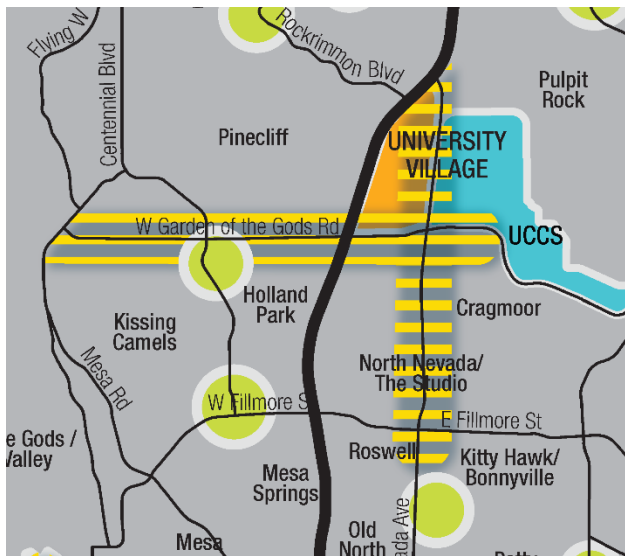 Flying W
Centennial Blvd
Rockrimmon Blvd
Pulpit
Rock
Pinecliff
UNIVERSITY
VILLAGE
W Garden of the Gods Rd
UCCS
Holland
Park
Cragmoor
Kissing
Camels
Mesa Rd
North Nevada/
The Studio
W Fillmore S
E Fillmore St
e Gods /
Valley
Roswell
Kitty Hawk/
Bonnyville
Mesa
Springs
Mesa
Old
North
ada Ave